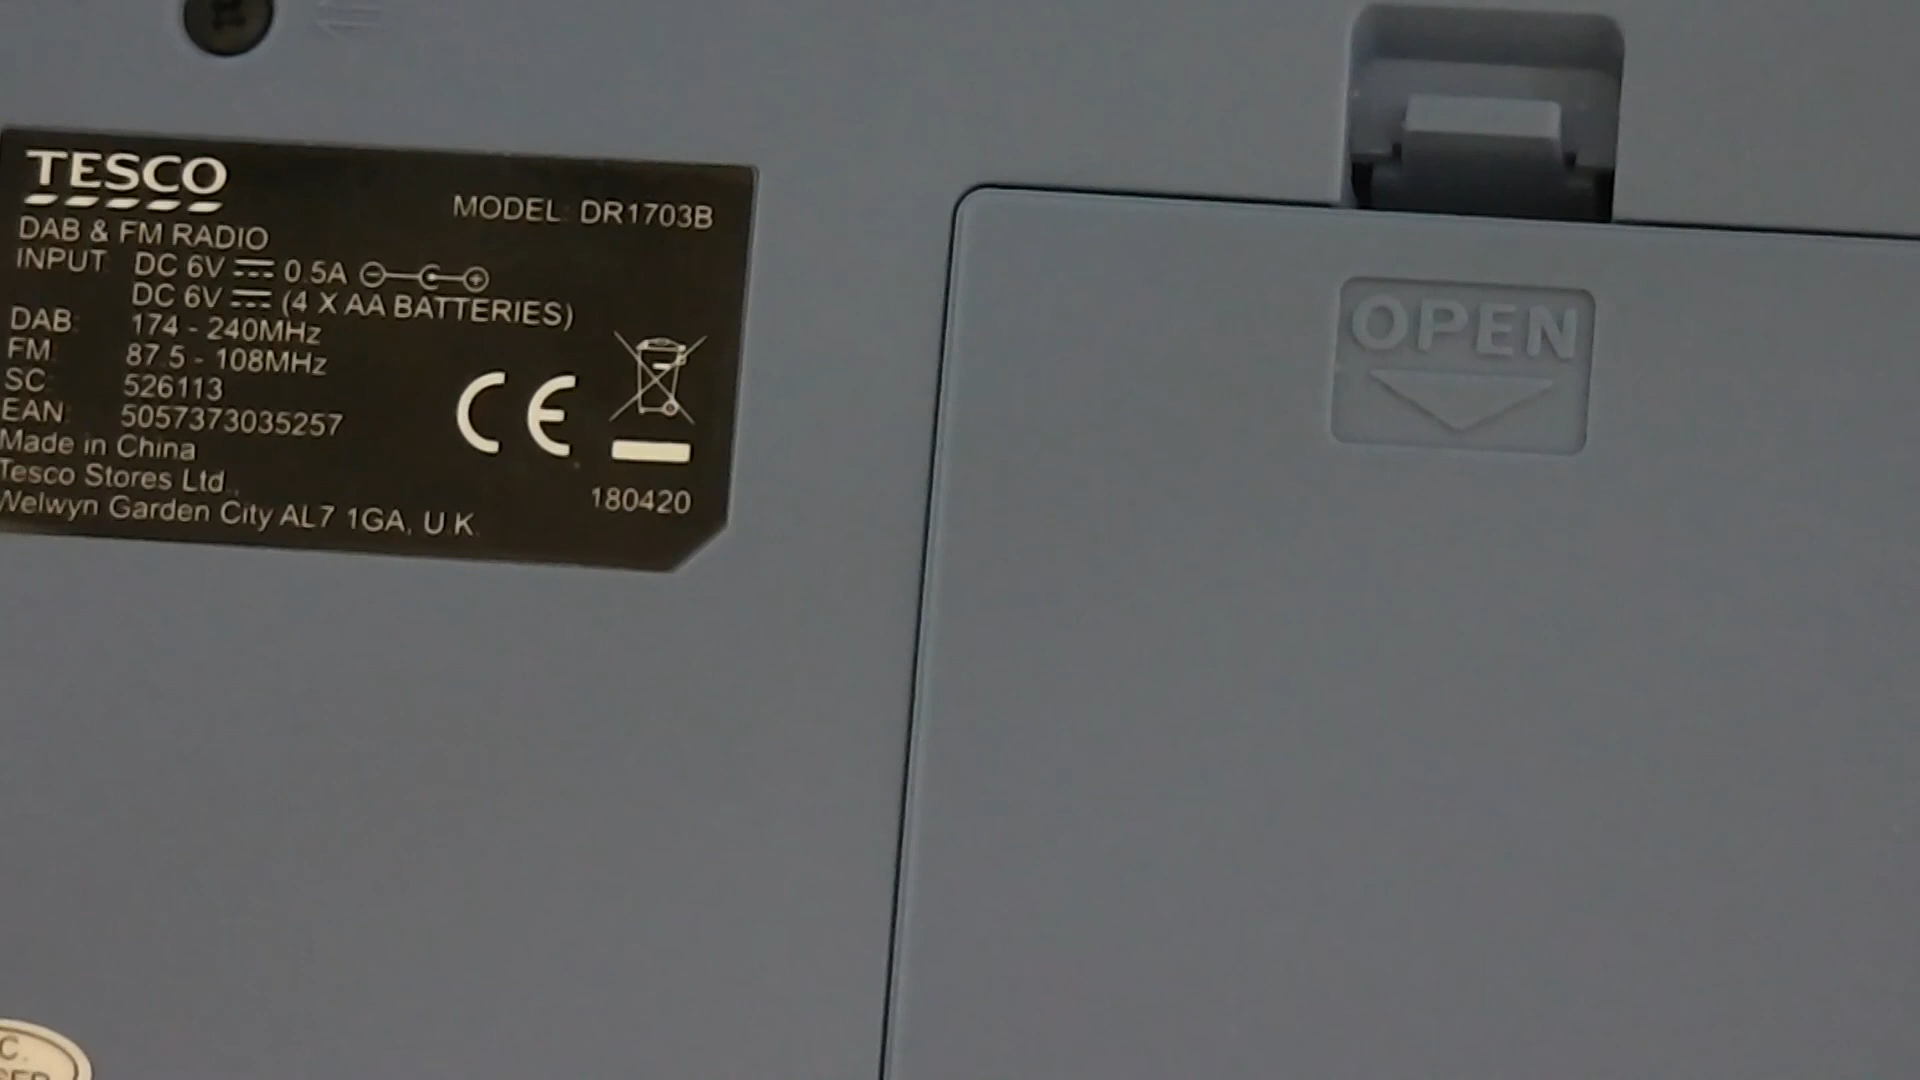 TESCO
MODEL: DR1703B
DAB & FM RADIO
INPUT: DC 6V 0.5A
DC 6V (4 X AA BATTERIES)
DAB: 174 - 240MHz
FM: 87.5 - 108MHz
SC: 526113
EAN: 5057373035257
Made in China
Tesco Stores Ltd.,
Welwyn Garden City AL7 1GA, U.K.
CE
180420
OPEN
C.